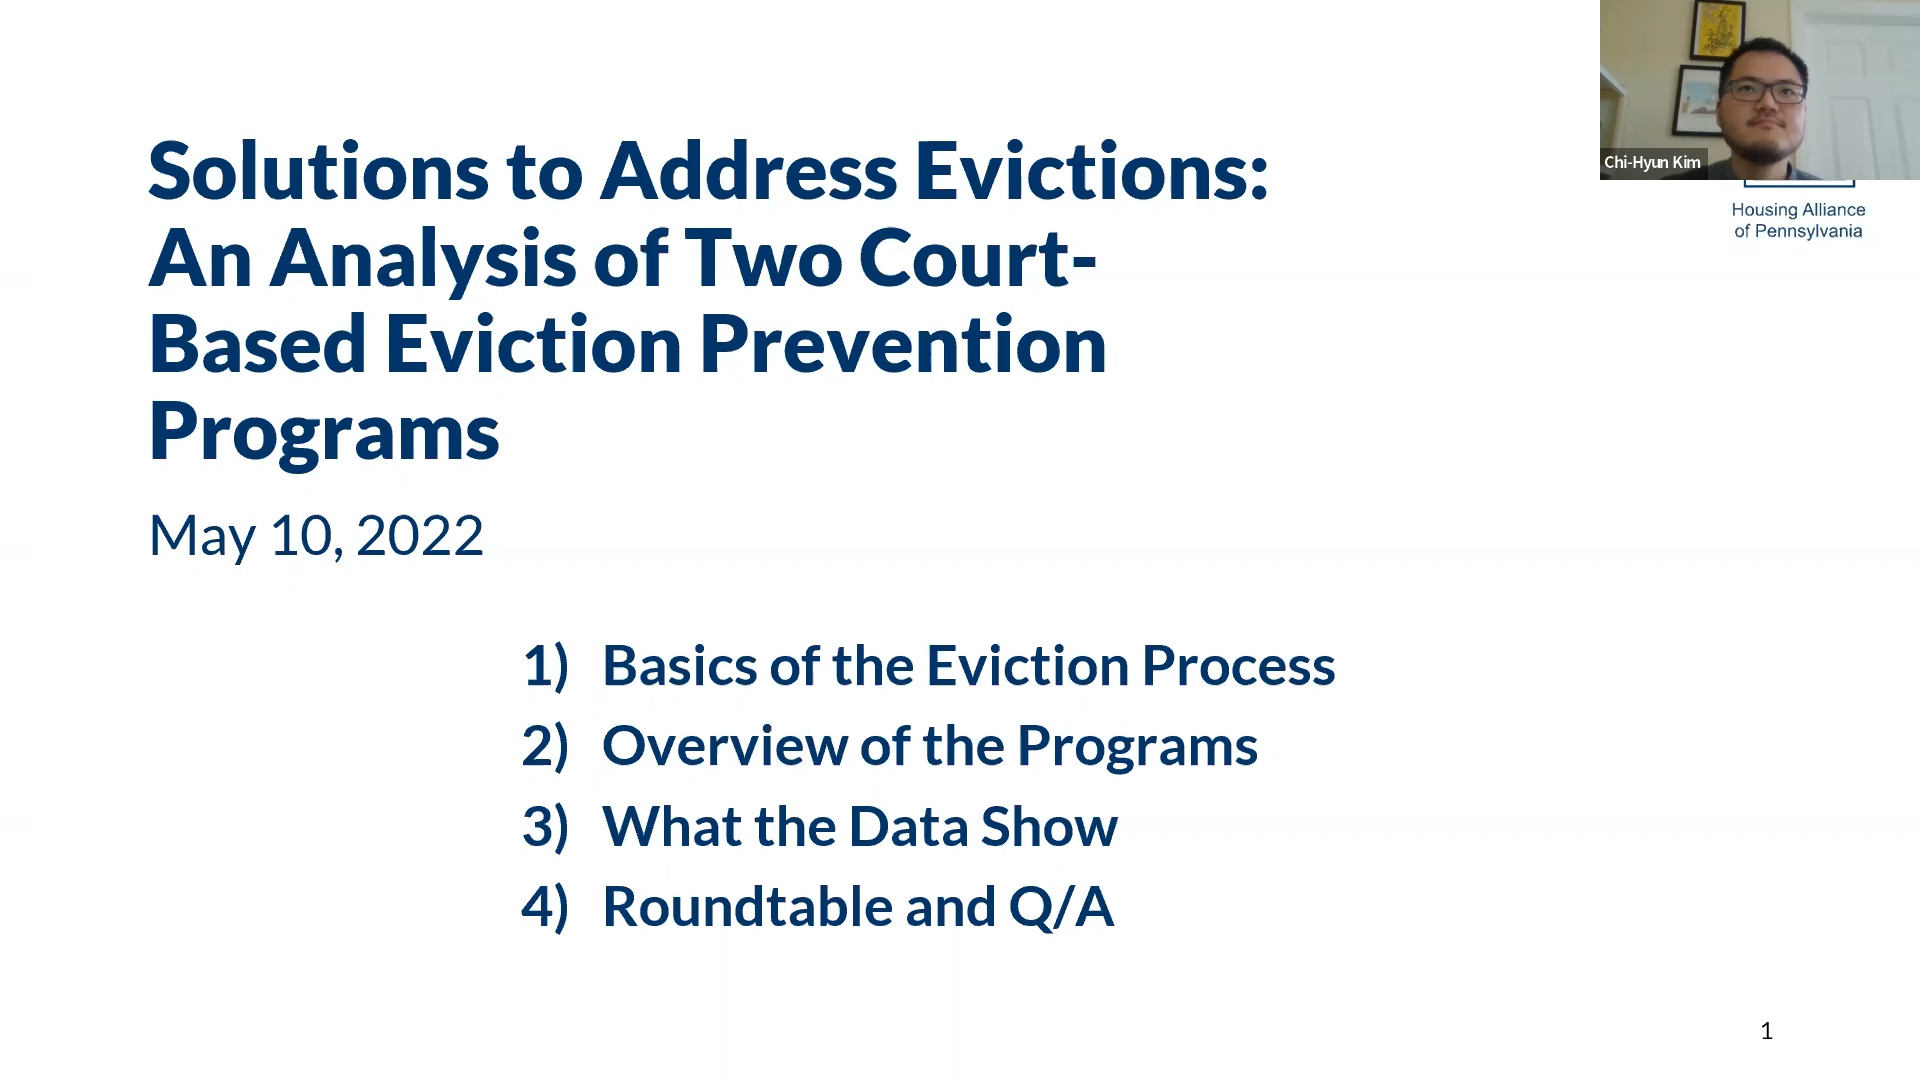 Solutions to Address Evictions:
An Analysis of Two Court-
Based Eviction Prevention
Programs
May 10, 2022
1) Basics of the Eviction Process
2) Overview of the Programs
3) What the Data Show
4) Roundtable and Q/A
Chi-Hyun Kim
Housing Alliance
of Pennsylvania
1